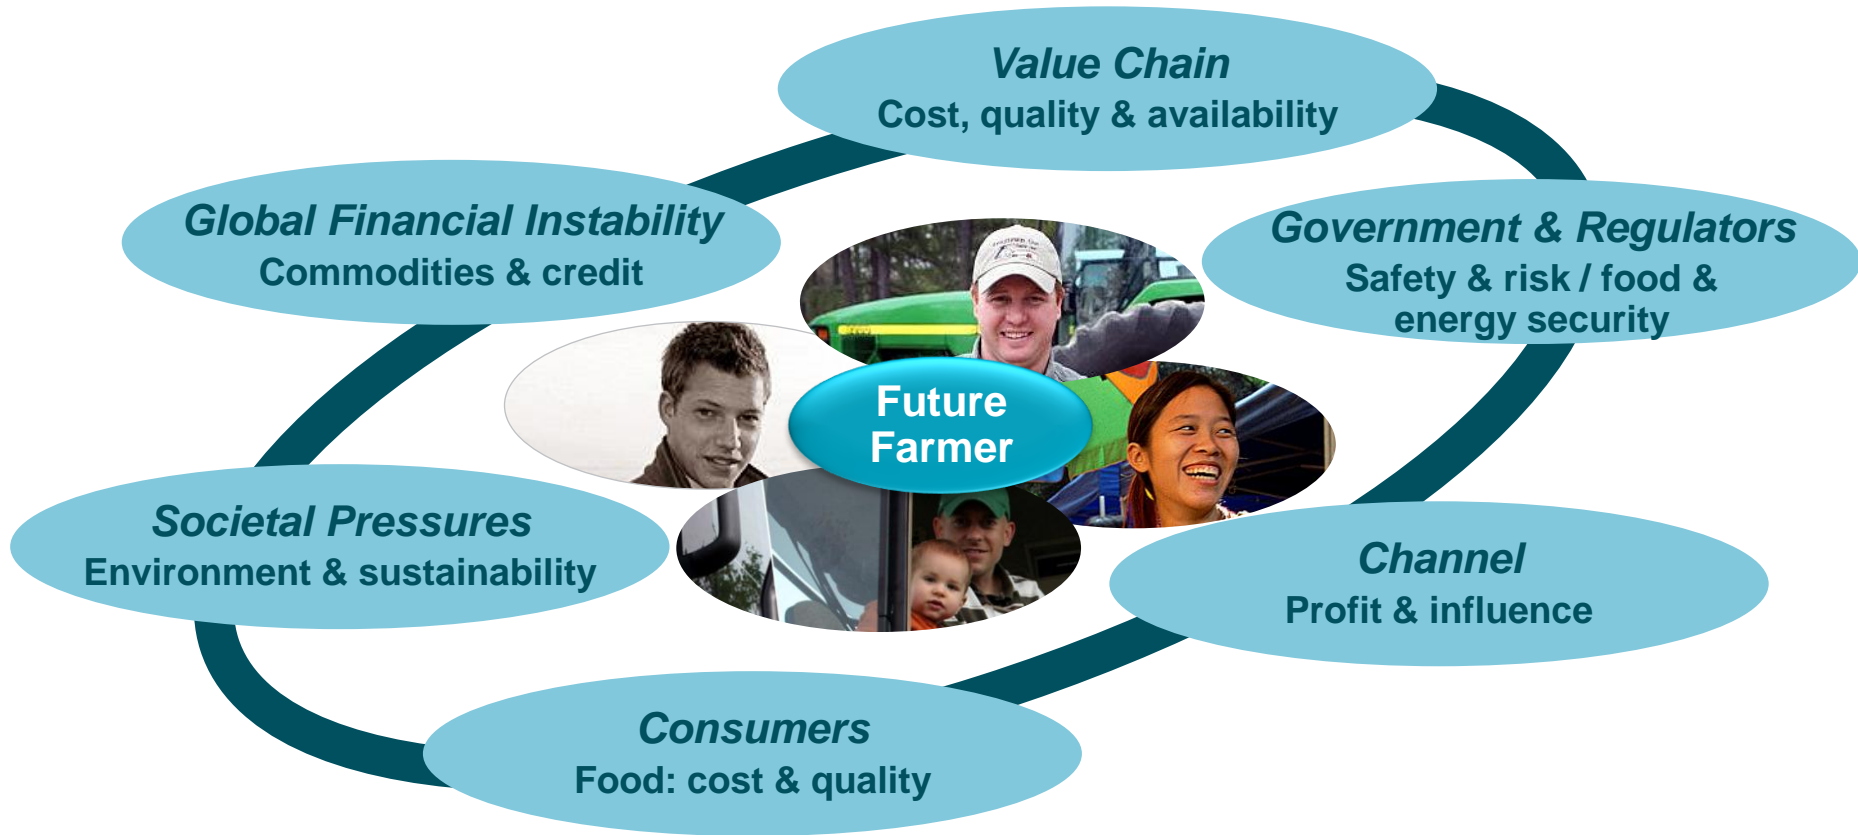 Value Chain
Cost, quality & availability
Global Financial Instability
Commodities & credit
Government & Regulators
Safety & risk / food &
energy security
Future
Farmer
Societal Pressures
Environment & sustainability
Channel
Profit & influence
Consumers
Food: cost & quality